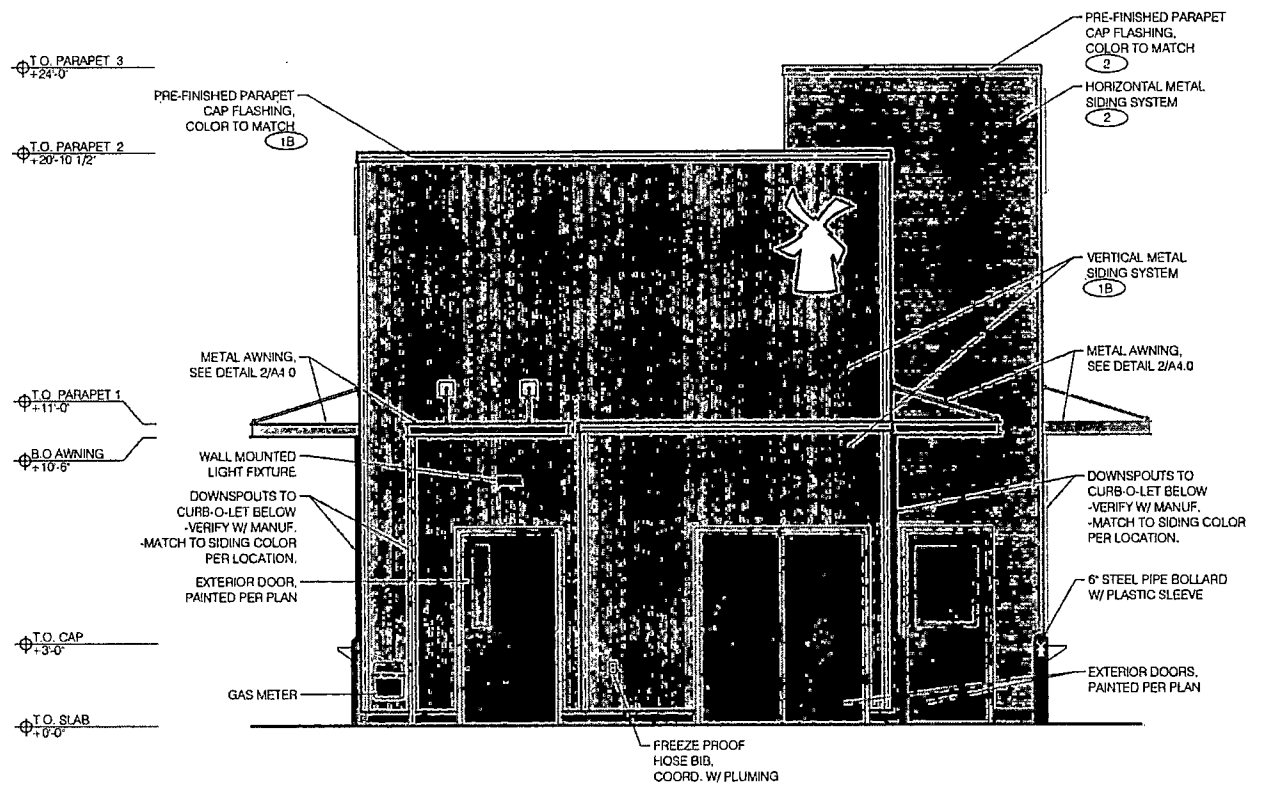 T.O. PARAPET 3
+24'-0"
T.O. PARAPET 2
+20'-10 1/2"
T.O. PARAPET 1
+11'-0"
B.O AWNING
+10'-6"
T.O. CAP
+3'-0"
T.O. SLAB
+0'-0"
PRE-FINISHED PARAPET
CAP FLASHING,
COLOR TO MATCH
1B
METAL AWNING,
SEE DETAIL 2/A4.0
WALL MOUNTED
LIGHT FIXTURE
DOWNSPOUTS TO
CURB-O-LET BELOW
-VERIFY W/ MANUF.
-MATCH TO SIDING COLOR
PER LOCATION.
EXTERIOR DOOR,
PAINTED PER PLAN
GAS METER
FREEZE PROOF
HOSE BIB,
COORD. W/ PLUMING
PRE-FINISHED PARAPET
CAP FLASHING,
COLOR TO MATCH
2
HORIZONTAL METAL
SIDING SYSTEM
2
VERTICAL METAL
SIDING SYSTEM
1B
METAL AWNING,
SEE DETAIL 2/A4.0
DOWNSPOUTS TO
CURB-O-LET BELOW
-VERIFY W/ MANUF.
-MATCH TO SIDING COLOR
PER LOCATION.
6" STEEL PIPE BOLLARD
W/ PLASTIC SLEEVE
EXTERIOR DOORS,
PAINTED PER PLAN